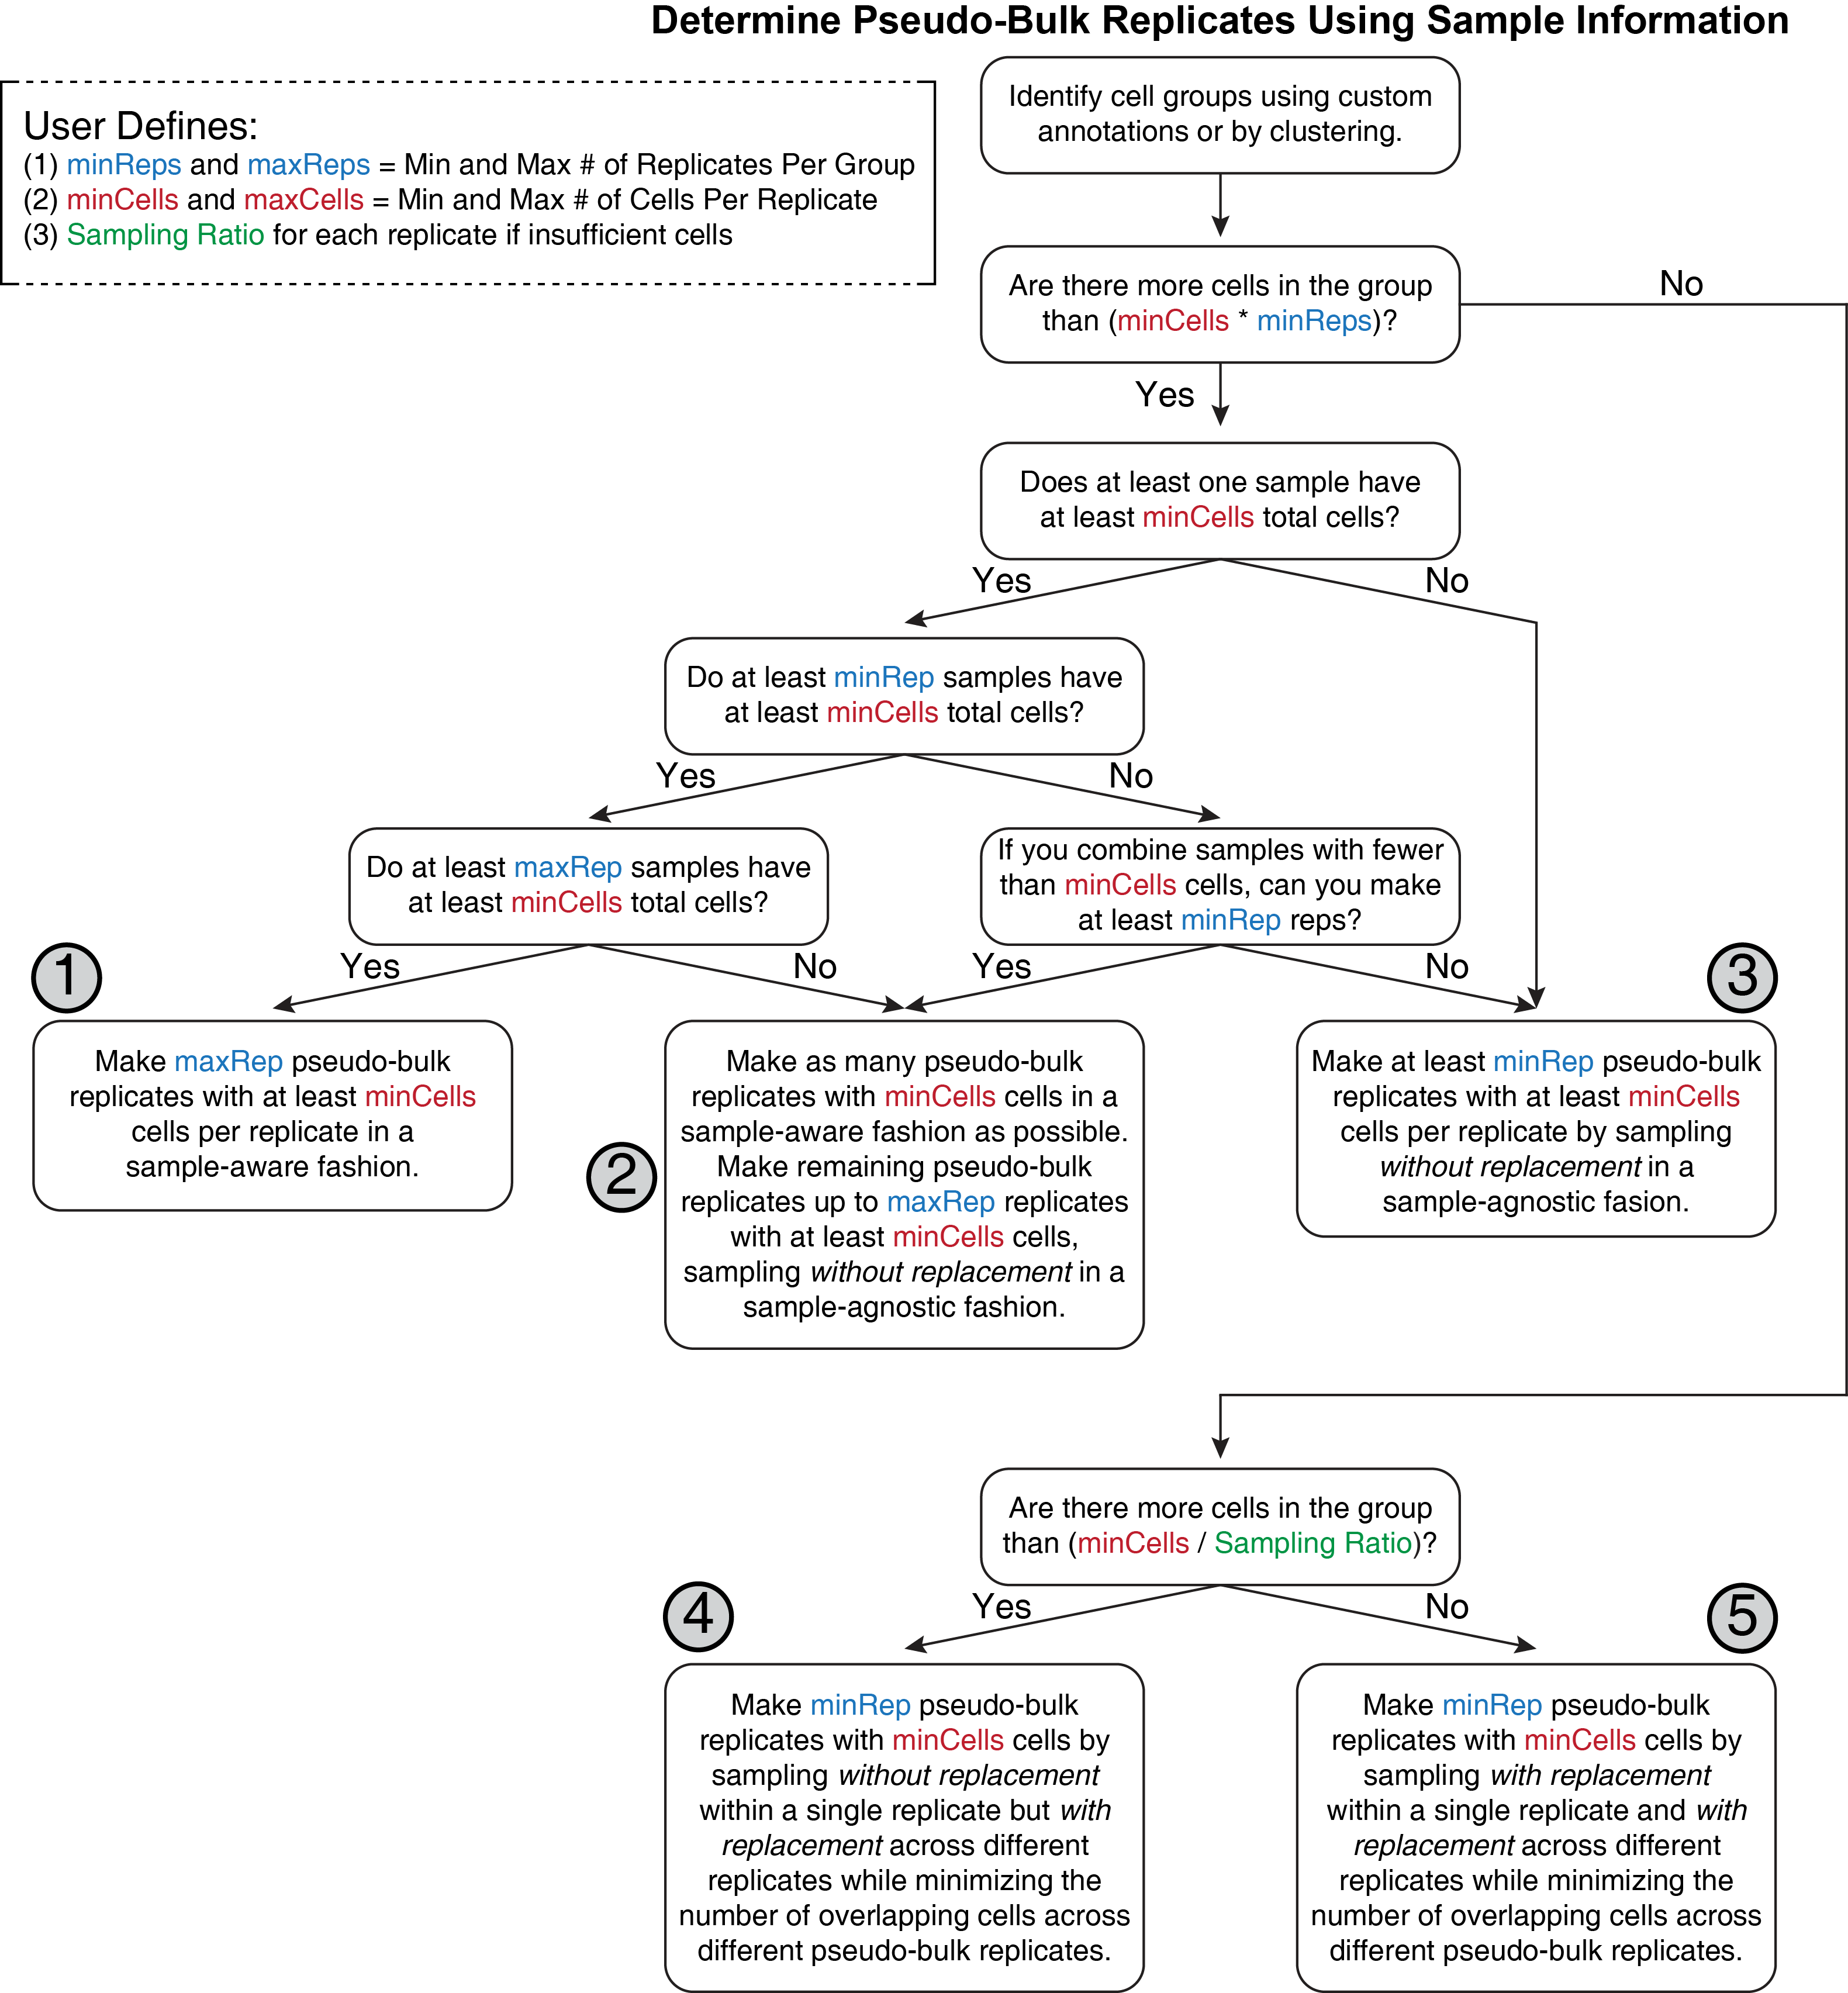 Determine Pseudo-Bulk Replicates Using Sample Information
User Defines:
(1) minReps and maxReps = Min and Max # of Replicates Per Group
(2) minCells and maxCells = Min and Max # of Cells Per Replicate
(3) Sampling Ratio for each replicate if insufficient cells
Identify cell groups using custom
annotations or by clustering.
Are there more cells in the group
than (minCells * minReps)?
No
Yes
Does at least one sample have
at least minCells total cells?
Yes
No
Do at least minRep samples have
at least minCells total cells?
Yes
No
Do at least maxRep samples have
at least minCells total cells?
If you combine samples with fewer
than minCells cells, can you make
at least minRep reps?
Yes
No
Yes
No
1
Make maxRep pseudo-bulk
replicates with at least minCells
cells per replicate in a
sample-aware fashion.
2
Make as many pseudo-bulk
replicates with minCells cells in a
sample-aware fashion as possible.
Make remaining pseudo-bulk
replicates up to maxRep replicates
with at least minCells cells,
sampling without replacement in a
sample-agnostic fashion.
3
Make at least minRep pseudo-bulk
replicates with at least minCells
cells per replicate by sampling
without replacement in a
sample-agnostic fasion.
Are there more cells in the group
than (minCells / Sampling Ratio)?
Yes
No
4
Make minRep pseudo-bulk
replicates with minCells cells by
sampling without replacement
within a single replicate but with
replacement across different
replicates while minimizing the
number of overlapping cells across
different pseudo-bulk replicates.
5
Make minRep pseudo-bulk
replicates with minCells cells by
sampling with replacement
within a single replicate and with
replacement across different
replicates while minimizing the
number of overlapping cells across
different pseudo-bulk replicates.